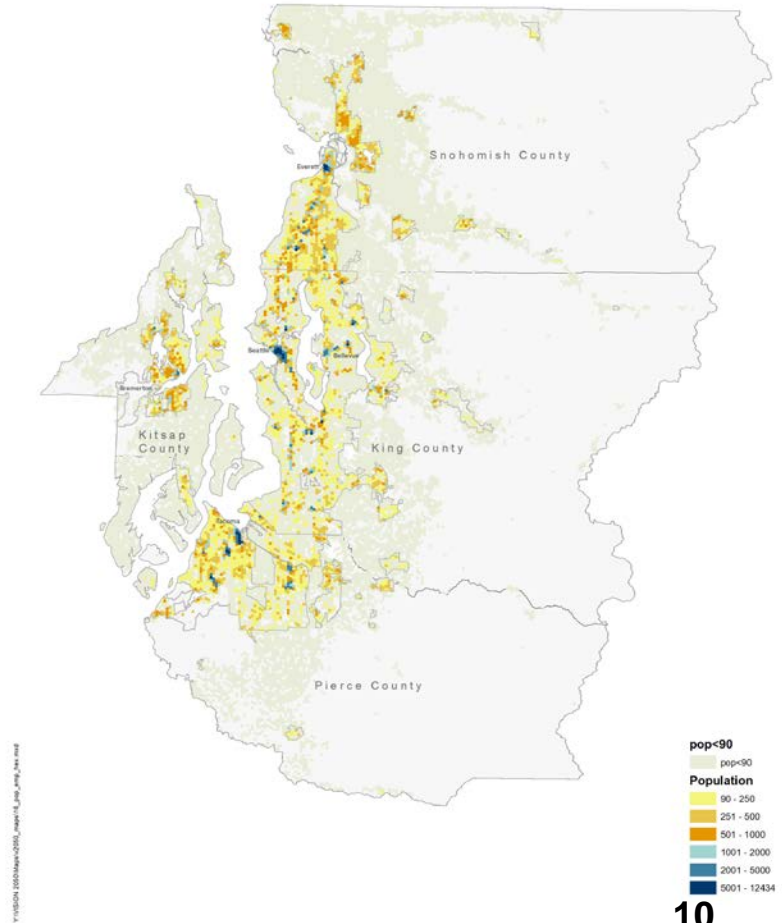 Snohomish County
Everett
Seattle
Bellevue
Bremerton
Kitsap
County
King County
Tacoma
Pierce County
pop<90
pop<90
Population
90 - 250
251 - 500
501 - 1000
1001 - 2000
2001 - 5000
5001 - 12434
10